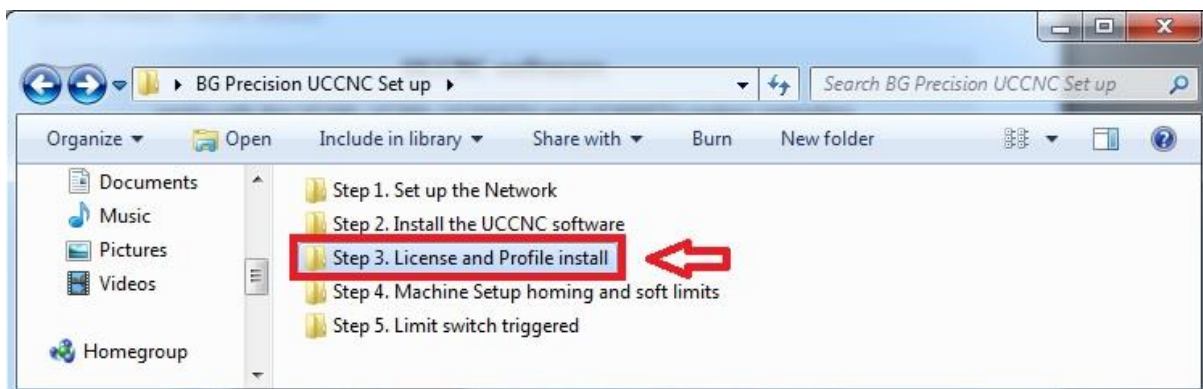 BG Precision UCCNC Set up
Search BG Precision UCCNC Set up
Organize Open Include in library Share with Burn New folder
Documents
Music
Pictures
Videos
Homegroup
Step 1. Set up the Network
Step 2. Install the UCCNC software
Step 3. License and Profile install
Step 4. Machine Setup homing and soft limits
Step 5. Limit switch triggered